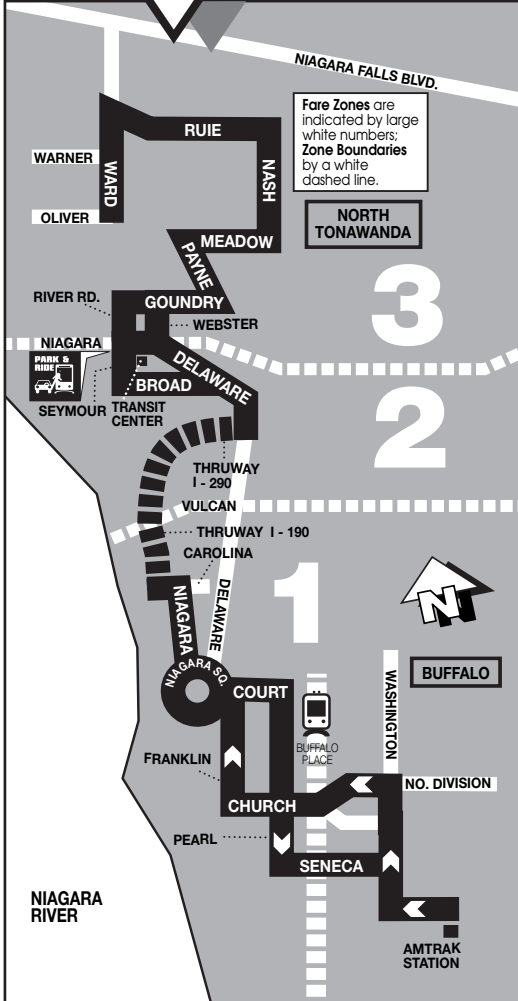 NIAGARA FALLS BLVD.
Fare Zones are
indicated by large
white numbers;
Zone Boundaries
by a white
dashed line.
RUIE
WARNER
WARD
NASH
OLIVER
NORTH
TONAWANDA
MEADOW
PAYNE
3
RIVER RD.
GOUNDRY
WEBSTER
NIAGARA
PARK &
RIDE
DELAWARE
BROAD
SEYMOUR
TRANSIT
CENTER
2
THRUWAY
I - 290
VULCAN
THRUWAY I - 190
CAROLINA
1
NIAGARA
DELAWARE
N
NIAGARA SQ.
COURT
WASHINGTON
BUFFALO
BUFFALO
PLACE
FRANKLIN
NO. DIVISION
CHURCH
PEARL
SENECA
NIAGARA
RIVER
AMTRAK
STATION